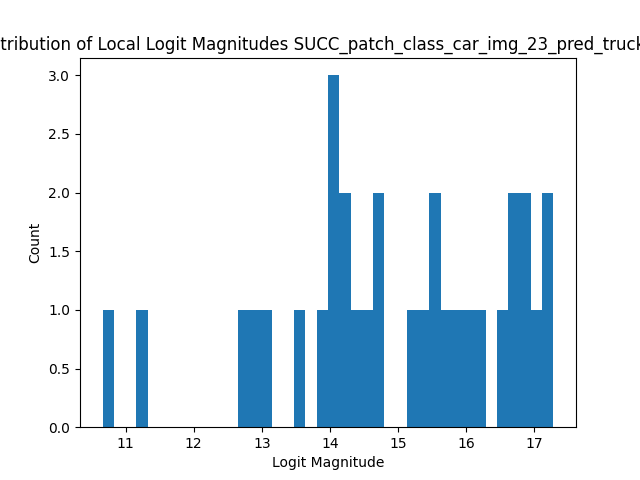 tribution of Local Logit Magnitudes SUCC_patch_class_car_img_23_pred_truck
3.0
2.5
2.0
1.5
1.0
0.5
0.0
Count
11 12 13 14 15 16 17
Logit Magnitude